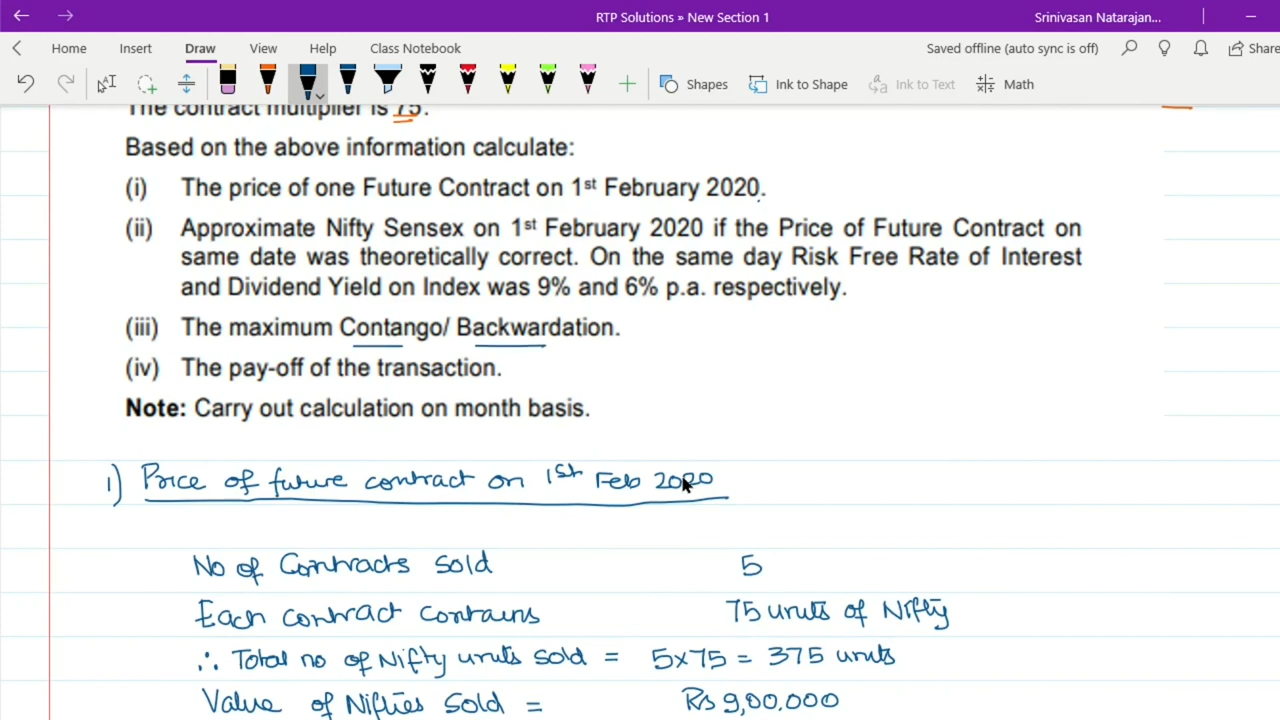 RTP Solutions » New Section 1
Srinivasan Natarajan...
Home Insert Draw View Help Class Notebook
Saved offline (auto sync is off)
Share
Shapes Ink to Shape Ink to Text Math
The contract multiplier is 75.
Based on the above information calculate:
(i) The price of one Future Contract on 1st February 2020.
(ii) Approximate Nifty Sensex on 1st February 2020 if the Price of Future Contract on
same date was theoretically correct. On the same day Risk Free Rate of Interest
and Dividend Yield on Index was 9% and 6% p.a. respectively.
(iii) The maximum Contango/ Backwardation.
(iv) The pay-off of the transaction.
Note: Carry out calculation on month basis.
1) Price of future contract on 1st Feb 2020
No of Contracts sold 5
Each contract contains 75 units of Nifty
∴ Total no of Nifty units sold = 5x75 = 375 units
Value of Nifties sold = Rs 9,00,000